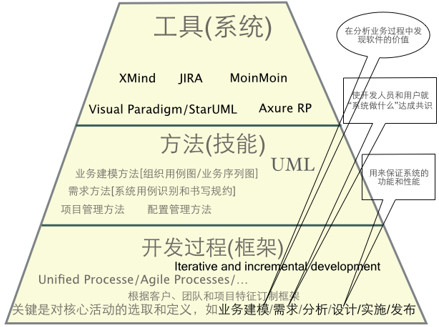 工具(系统)
在分析业务过程中发
现软件的价值
XMind JIRA MoinMoin
Visual Paradigm/StarUML Axure RP
使开发人员和用户就
“系统做什么”达成共识
方法(技能)
UML
业务建模方法[组织用例图/业务序列图]
需求方法[系统用例识别和书写规约]
项目管理方法 配置管理方法
用来保证系统的
功能和性能
开发过程(框架)
Iterative and incremental development
Unified Processe/Agile Processes/…
根据客户、团队和项目特征订制框架
关键是对核心活动的选取和定义，如业务建模/需求/分析/设计/实施/发布